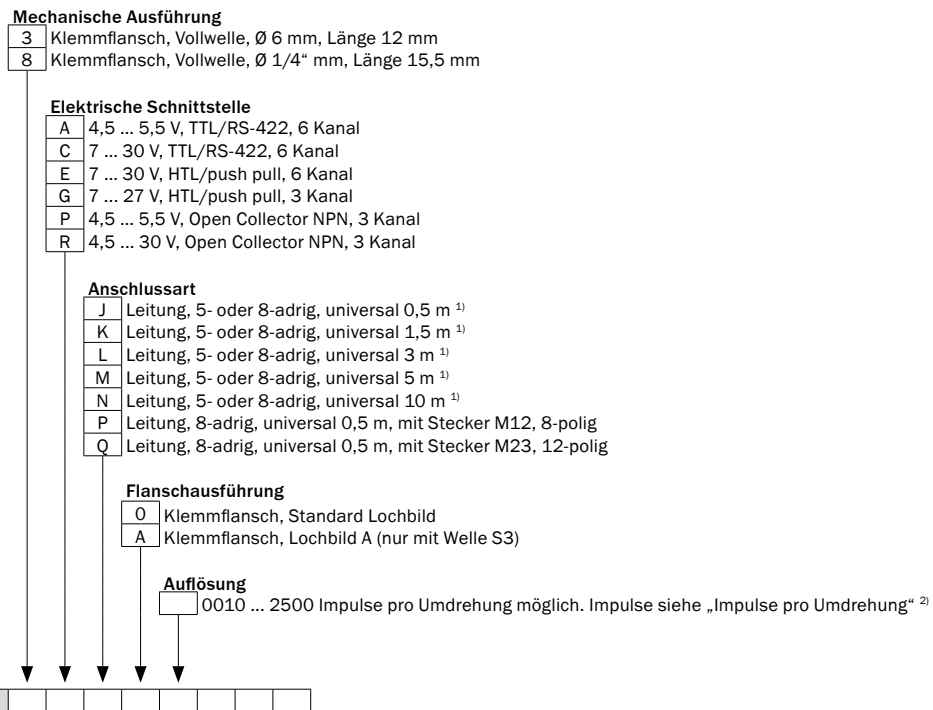 Mechanische Ausführung
3 Klemmflansch, Vollwelle, Ø 6 mm, Länge 12 mm
8 Klemmflansch, Vollwelle, Ø 1/4“ mm, Länge 15,5 mm
Elektrische Schnittstelle
A 4,5 ... 5,5 V, TTL/RS-422, 6 Kanal
C 7 ... 30 V, TTL/RS-422, 6 Kanal
E 7 ... 30 V, HTL/push pull, 6 Kanal
G 7 ... 27 V, HTL/push pull, 3 Kanal
P 4,5 ... 5,5 V, Open Collector NPN, 3 Kanal
R 4,5 ... 30 V, Open Collector NPN, 3 Kanal
Anschlussart
J Leitung, 5- oder 8-adrig, universal 0,5 m 1)
K Leitung, 5- oder 8-adrig, universal 1,5 m 1)
L Leitung, 5- oder 8-adrig, universal 3 m 1)
M Leitung, 5- oder 8-adrig, universal 5 m 1)
N Leitung, 5- oder 8-adrig, universal 10 m 1)
P Leitung, 8-adrig, universal 0,5 m, mit Stecker M12, 8-polig
Q Leitung, 8-adrig, universal 0,5 m, mit Stecker M23, 12-polig
Flanschausführung
0 Klemmflansch, Standard Lochbild
A Klemmflansch, Lochbild A (nur mit Welle S3)
Auflösung
0010 ... 2500 Impulse pro Umdrehung möglich. Impulse siehe „Impulse pro Umdrehung“ 2)